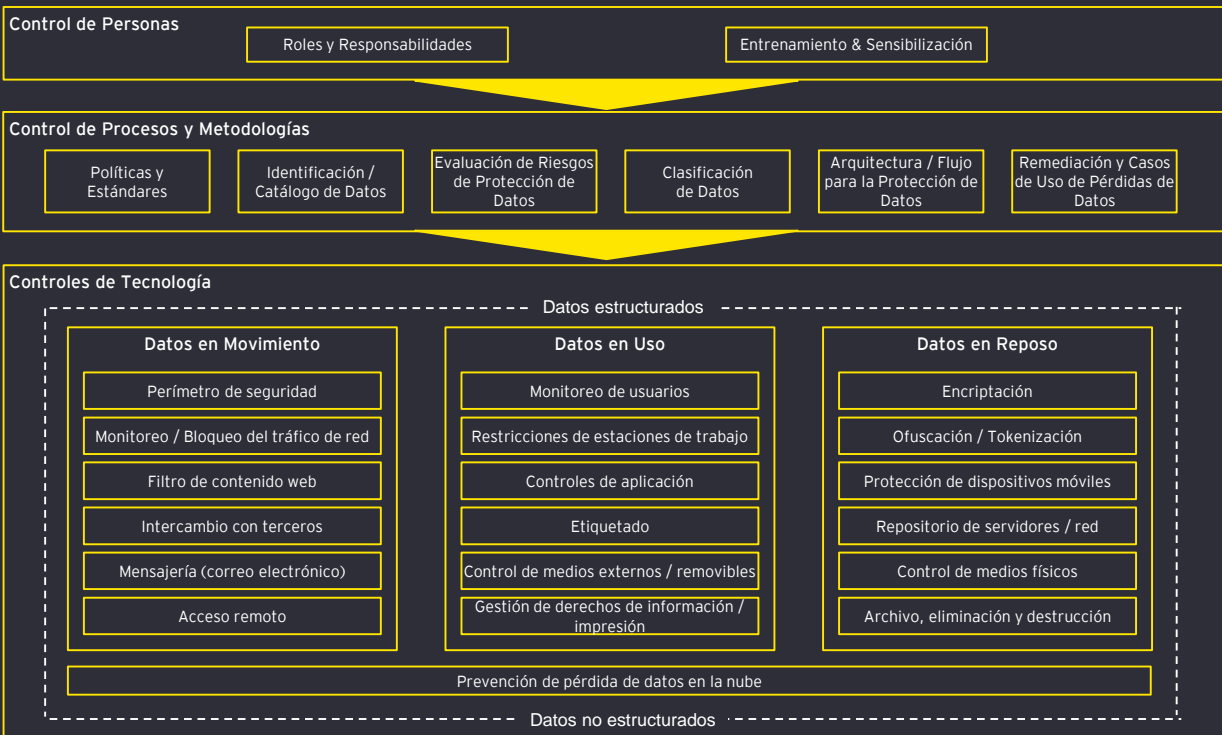 Control de Personas
Roles y Responsabilidades
Entrenamiento & Sensibilización
Control de Procesos y Metodologías
Políticas y
Estándares
Identificación /
Catálogo de Datos
Evaluación de Riesgos
de Protección de
Datos
Clasificación
de Datos
Arquitectura / Flujo
para la Protección de
Datos
Remediación y Casos
de Uso de Pérdidas de
Datos
Controles de Tecnología
Datos estructurados
Datos en Movimiento
Perímetro de seguridad
Monitoreo / Bloqueo del tráfico de red
Filtro de contenido web
Intercambio con terceros
Mensajería (correo electrónico)
Acceso remoto
Datos en Uso
Monitoreo de usuarios
Restricciones de estaciones de trabajo
Controles de aplicación
Etiquetado
Control de medios externos / removibles
Gestión de derechos de información /
impresión
Datos en Reposo
Encriptación
Ofuscación / Tokenización
Protección de dispositivos móviles
Repositorio de servidores / red
Control de medios físicos
Archivo, eliminación y destrucción
Prevención de pérdida de datos en la nube
Datos no estructurados